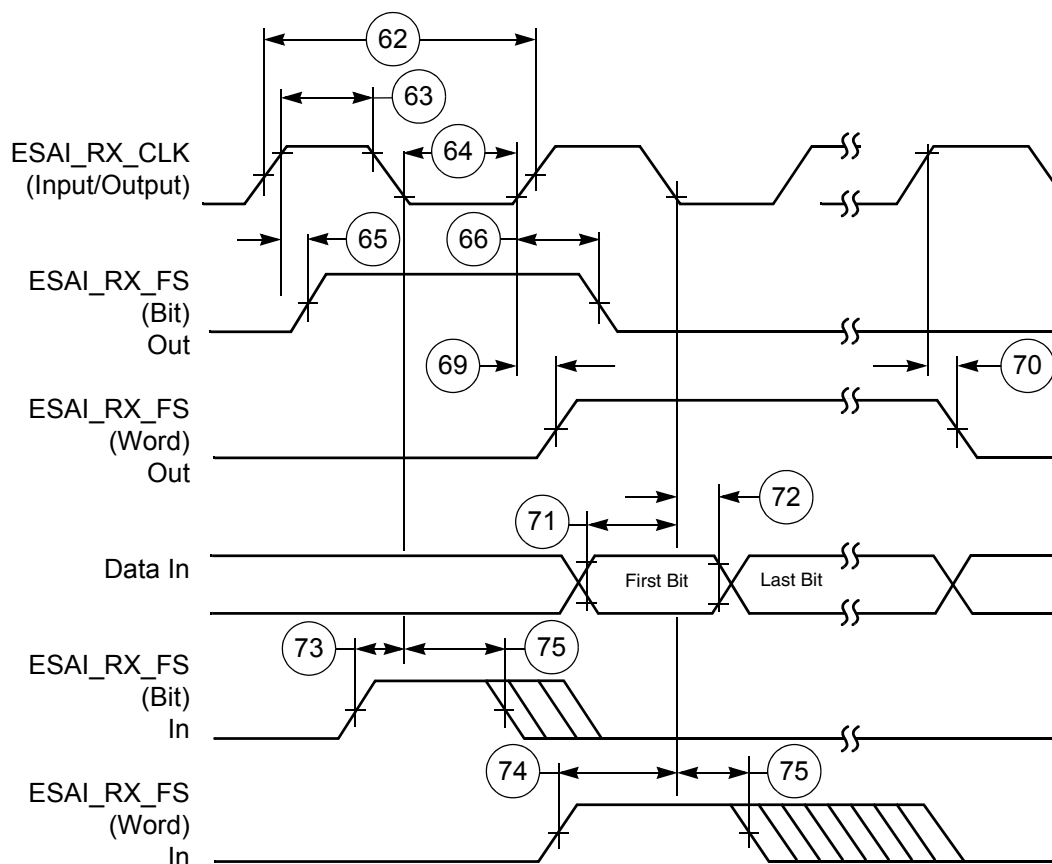 62
63
ESAI_RX_CLK
(Input/Output)
64
65
66
ESAI_RX_FS
(Bit)
Out
69
70
ESAI_RX_FS
(Word)
Out
71
72
Data In
First Bit
Last Bit
73
75
ESAI_RX_FS
(Bit)
In
74
75
ESAI_RX_FS
(Word)
In